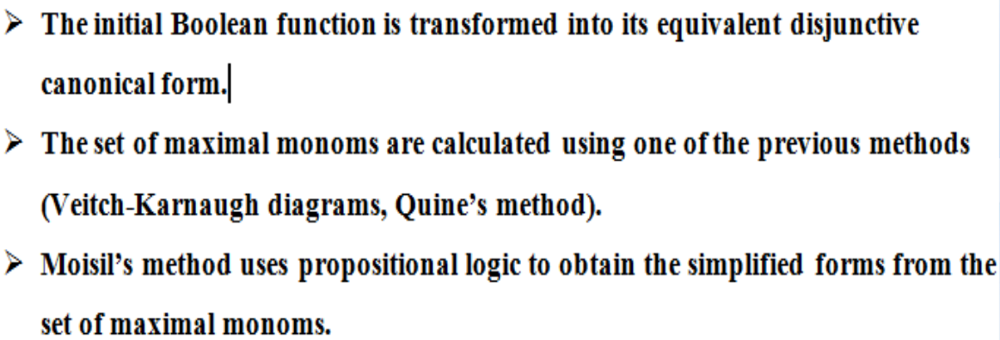 ➢ The initial Boolean function is transformed into its equivalent disjunctive
canonical form.
➢ The set of maximal monoms are calculated using one of the previous methods
(Veitch-Karnaugh diagrams, Quine’s method).
➢ Moisil’s method uses propositional logic to obtain the simplified forms from the
set of maximal monoms.